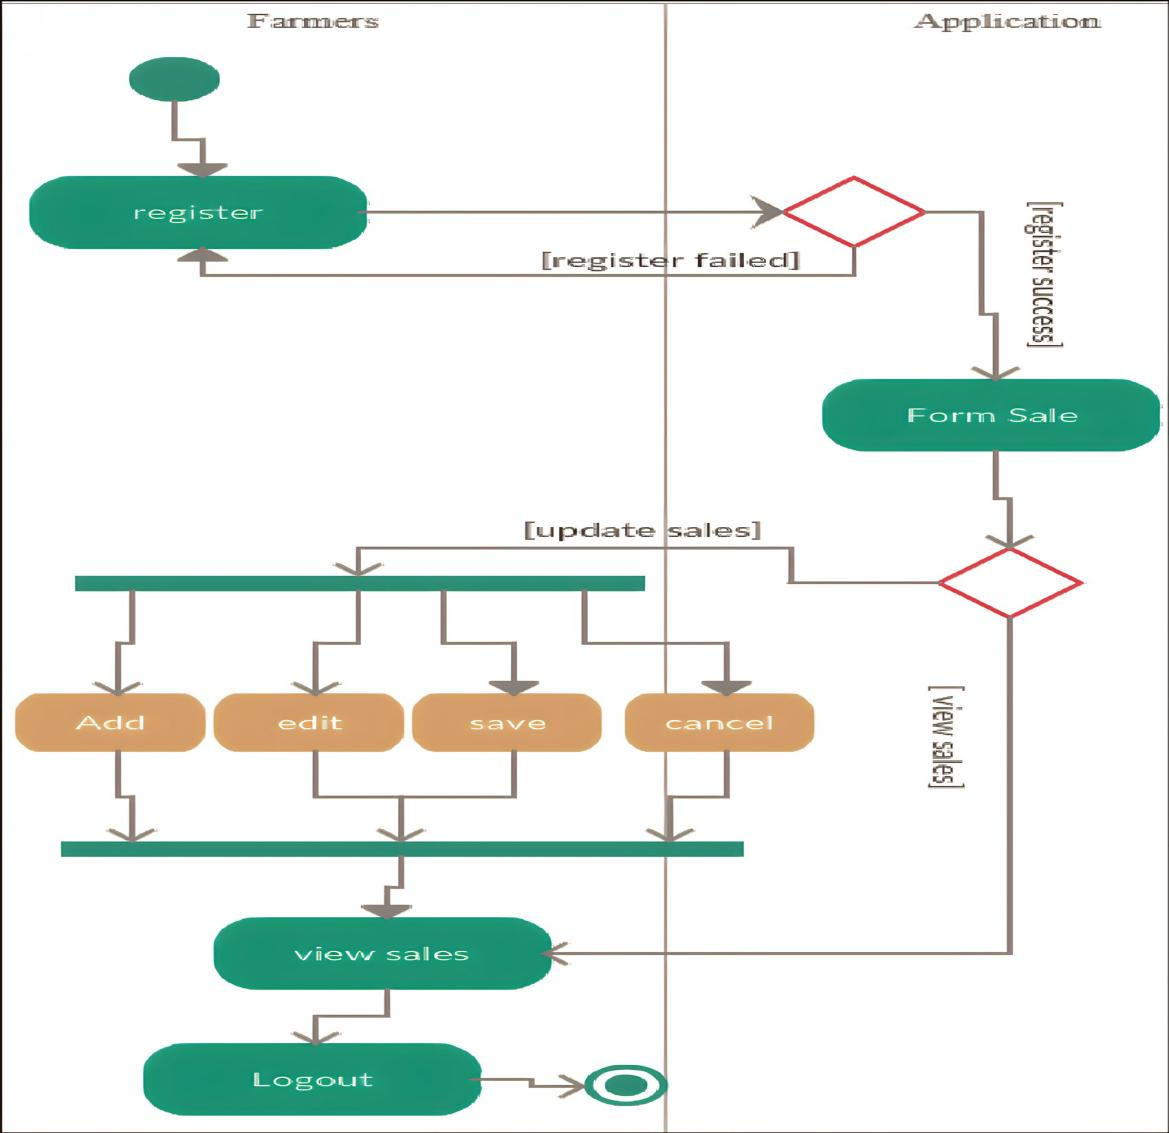 Farmers
Application
register
[register failed]
[register success]
Form Sale
[update sales]
Add
edit
save
cancel
[ view sales]
view sales
Logout